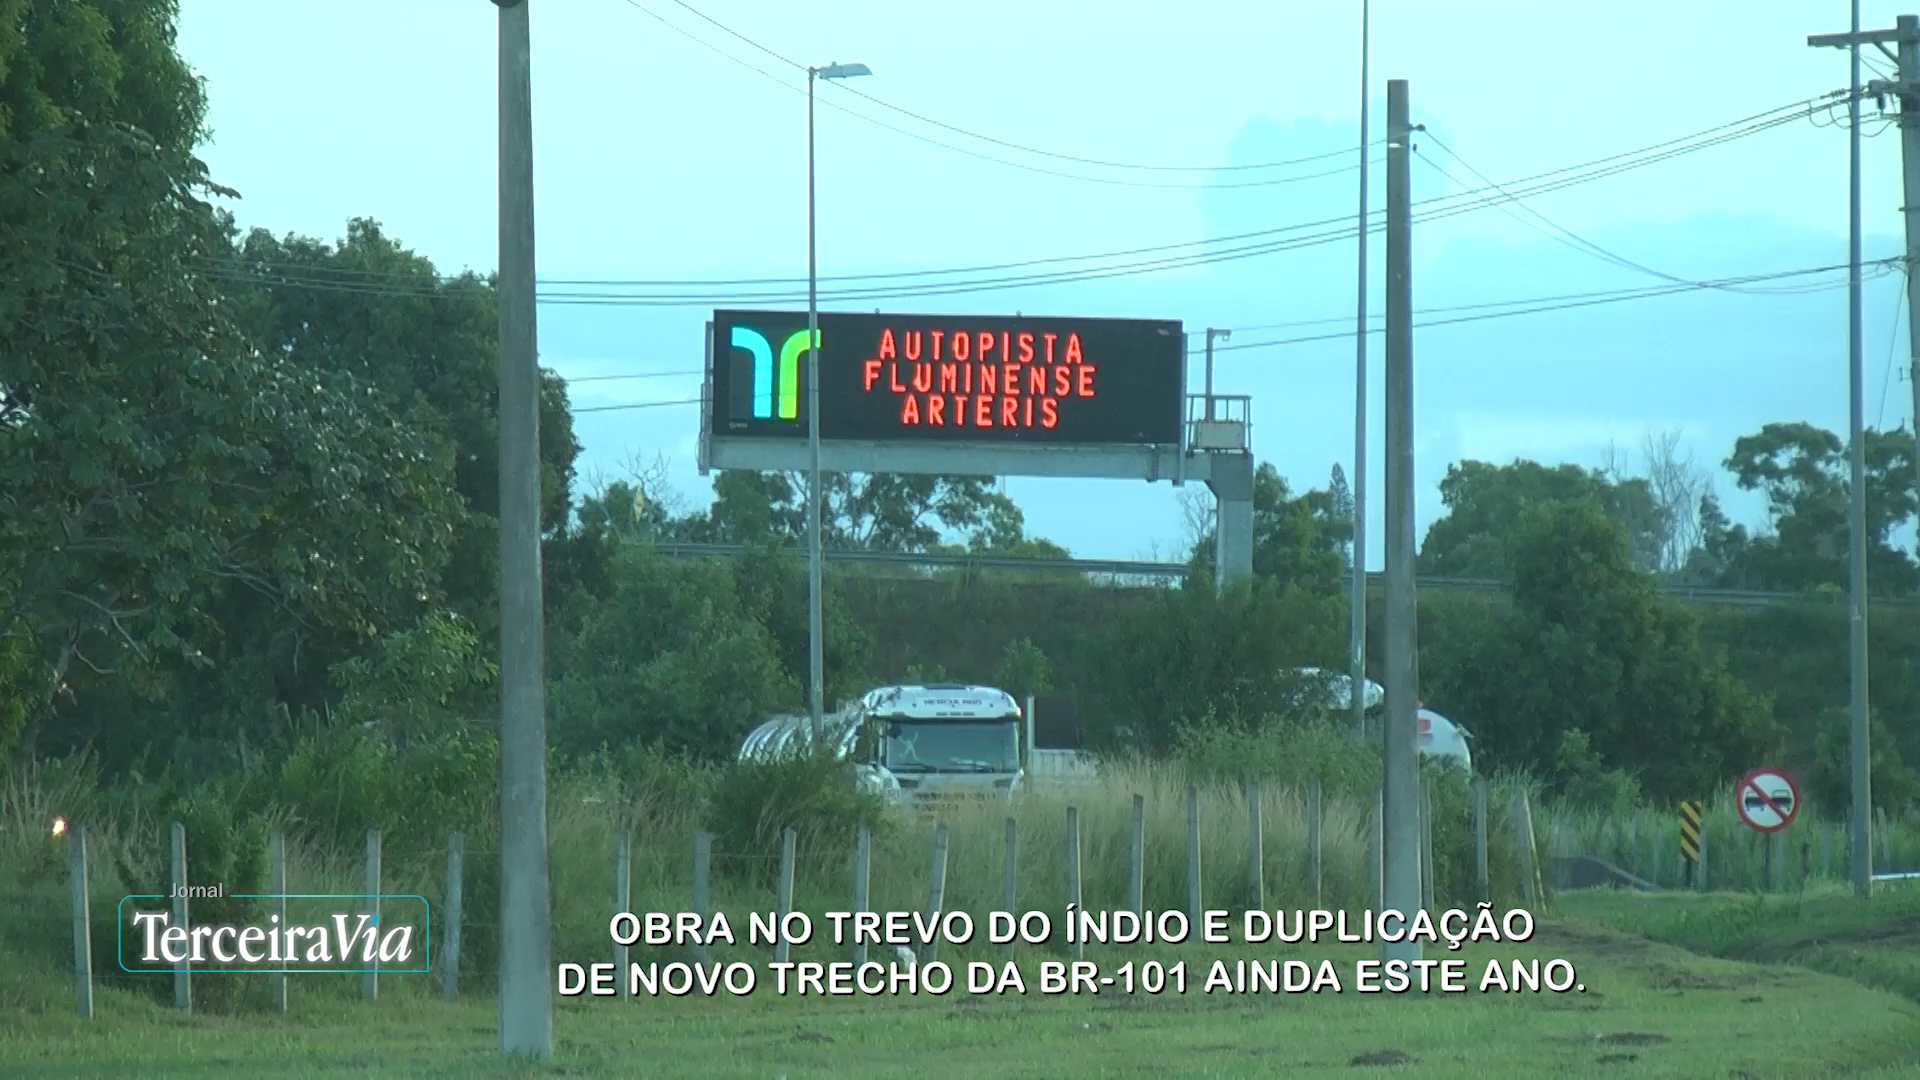 AUTOPISTA
FLUMINENSE
ARTERIS
Jornal
TerceiraVia
OBRA NO TREVO DO ÍNDIO E DUPLICAÇÃO
DE NOVO TRECHO DA BR-101 AINDA ESTE ANO.